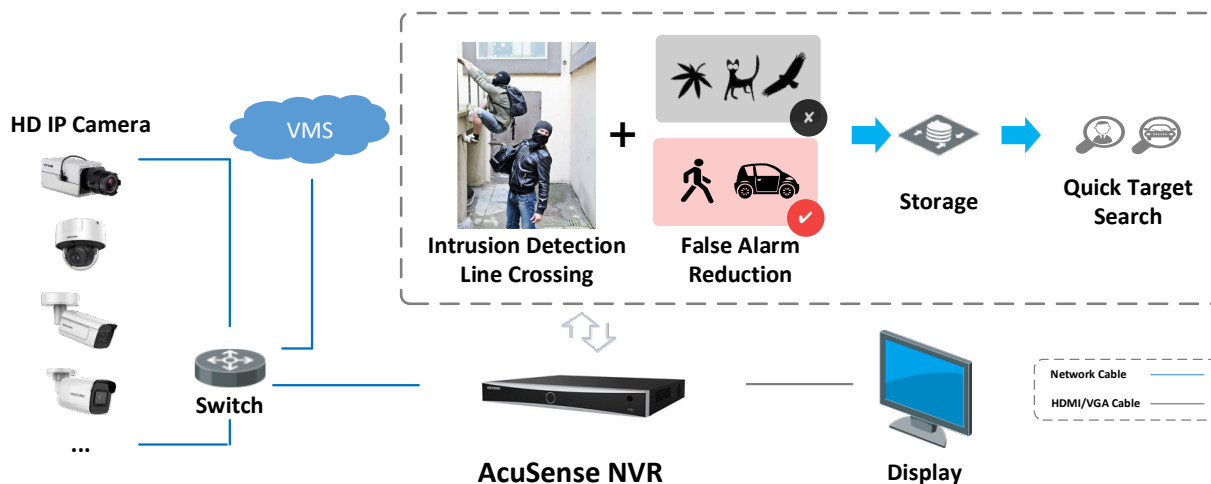 HD IP Camera
VMS
Intrusion Detection
Line Crossing
False Alarm
Reduction
Storage
Quick Target
Search
Switch
...
AcuSense NVR
Display
Network Cable
HDMI/VGA Cable